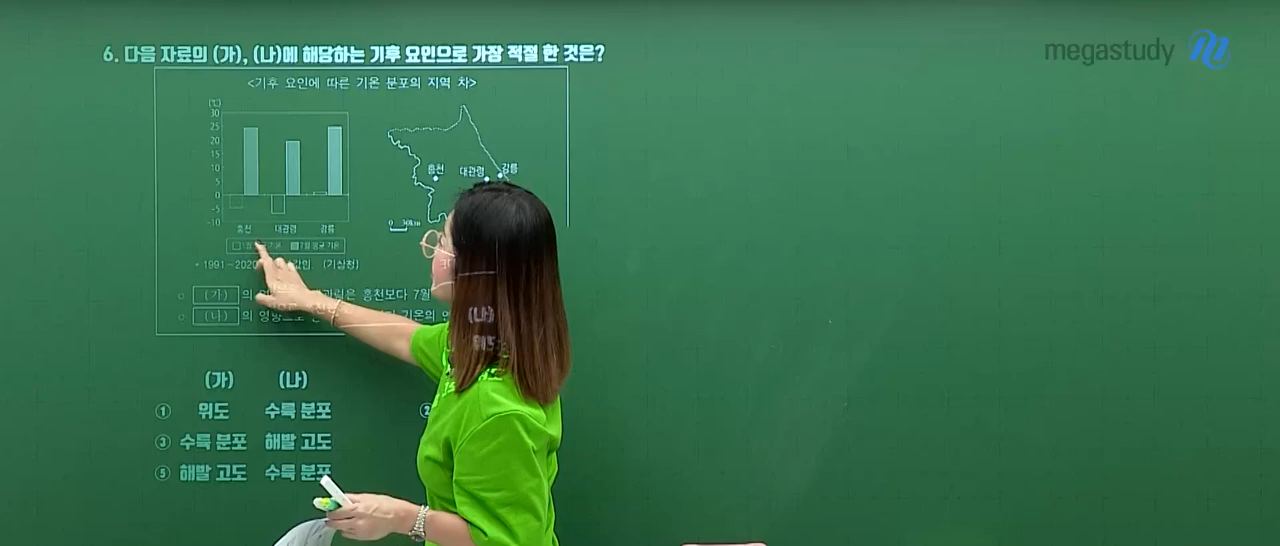 megastudy
6. 다음 자료의 (가), (나)에 해당하는 기후 요인으로 가장 적절 한 것은?
<기후 요인에 따른 기온 분포의 지역 차>
(℃)
30
25
20
15
10
5
0
-5
-10
홍천 대관령 강릉
7월 평균 기온
홍천 대관령 강릉
0 30km
* 1991-2020 값임. (기상청)
○ (가) 의 홍천보다 7월
○ (나) 의 영향으로 기온의
(나)
(가) (나)
① 위도 수륙 분포
②
③ 수륙 분포 해발 고도
⑤ 해발 고도 수륙 분포